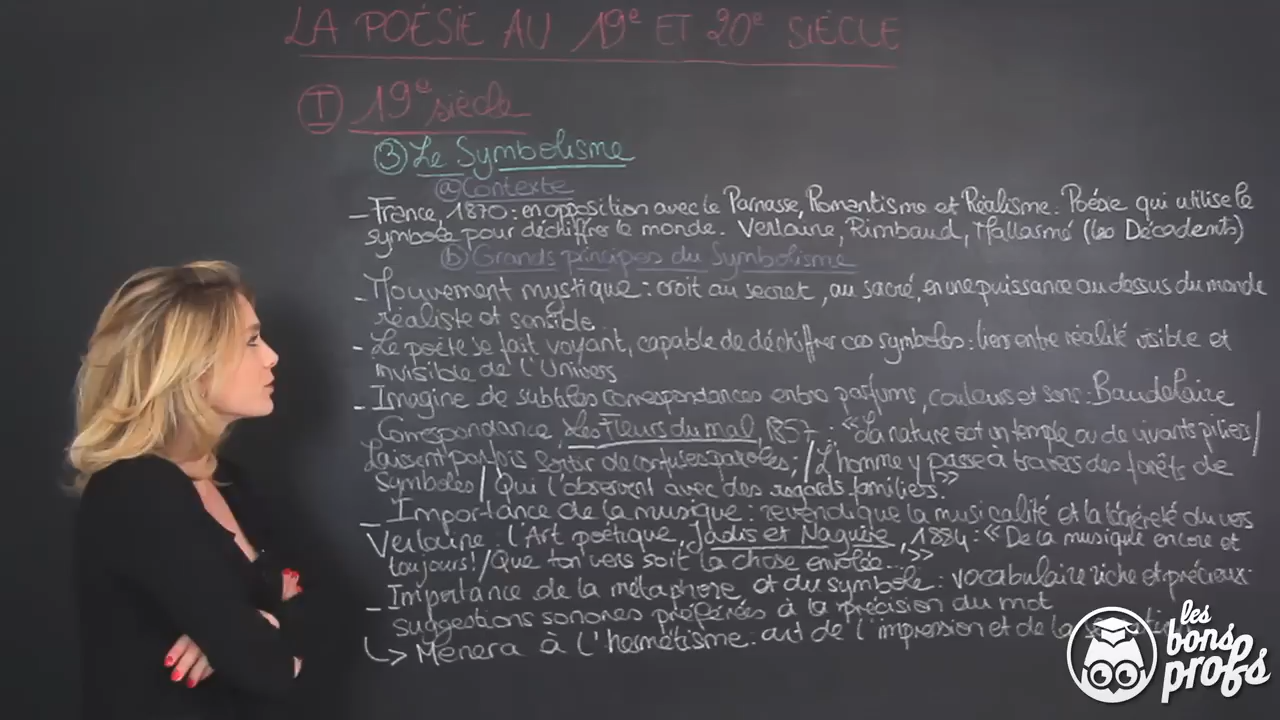 LA POÉSIE AU 19e ET 20e SIÈCLE
I 19e siècle
3 Le Symbolisme
a Contexte
- France, 1870 : en opposition avec le Parnasse, Romantisme et Réalisme. Poésie qui utilise le
symbole pour déchiffrer le monde. Verlaine, Rimbaud, Mallarmé (les Décadents)
b Grands principes du Symbolisme
- Mouvement mystique : croit au secret, au sacré, en une puissance au dessus du monde
réaliste et sensible.
- Le poète se fait voyant, capable de déchiffrer ces symboles : liens entre réalité visible et
invisible de l'Univers
- Imagine de subtiles correspondances entre parfums, couleurs et sons : Baudelaire
Correspondance, Les Fleurs du mal, 1857 : « La nature est un temple où de vivants piliers /
Laissent parfois sortir de confuses paroles ; / L'homme y passe à travers des forêts de
symboles / Qui l'observent avec des regards familiers. »
- Importance de la musique : revendique la musicalité et la légèreté du vers
Verlaine : l'Art poétique, Jadis et Naguère, 1884 : « De la musique encore et
toujours ! / Que ton vers soit la chose envolée... »
- Importance de la métaphore et du symbole : vocabulaire riche et précieux.
suggestions sonores préférées à la précision du mot
↳ Mènera à l'hermétisme : art de l'impression et de la
les bons profs